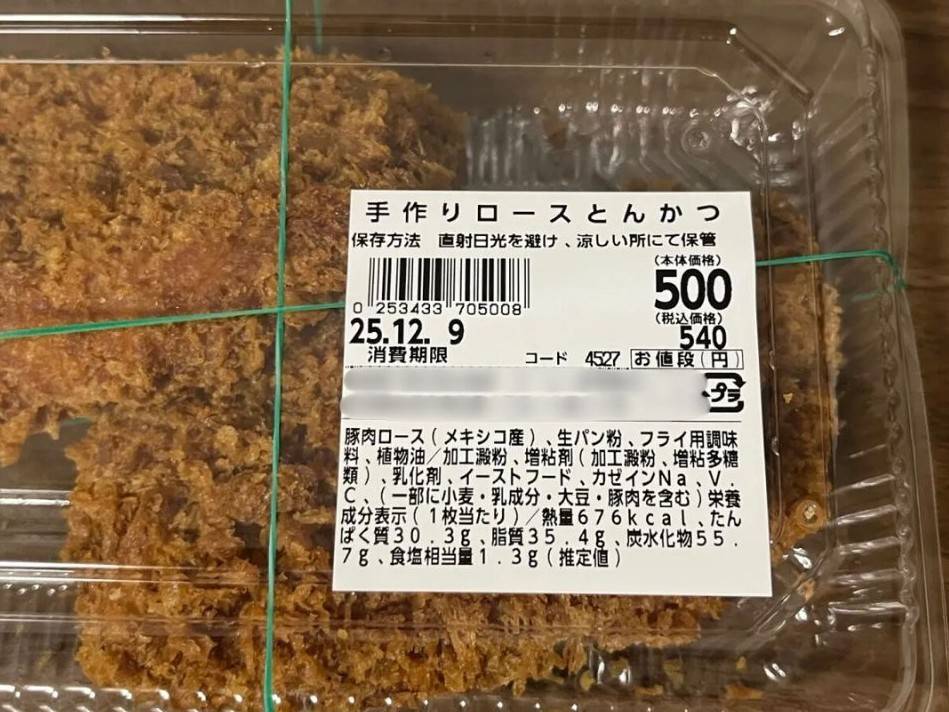 手作りロースとんかつ
保存方法 直射日光を避け、涼しい所にて保管
(本体価格)
500
0 253433 705008
(税込価格)
25.12. 9
540
消費期限
コード 4527 お値段(円)
プラ
豚肉ロース(メキシコ産)、生パン粉、フライ用調味
料、植物油/加工澱粉、増粘剤(加工澱粉、増粘多糖
類)、乳化剤、イーストフード、カゼインNa、V.
C、(一部に小麦・乳成分・大豆・豚肉を含む)栄養
成分表示(1枚当たり)/熱量676kcal、たん
ぱく質30.3g、脂質35.4g、炭水化物55.
7g、食塩相当量1.3g(推定値)